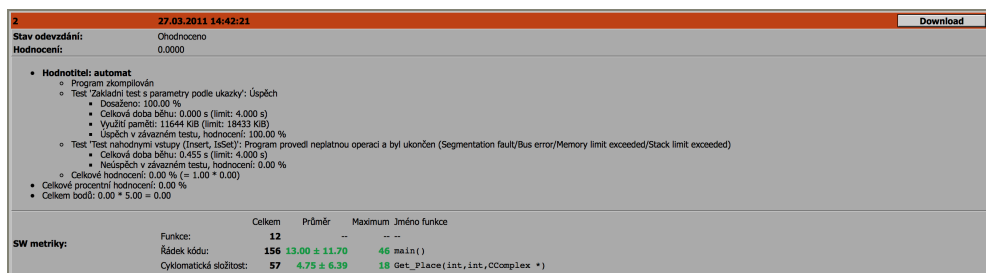 2 27.03.2011 14:42:21 Download
Stav odevzdání: Ohodnoceno
Hodnocení: 0.0000
• Hodnotitel: automat
◦ Program zkompilován
◦ Test 'Zakladni test s parametry podle ukazky': Úspěch
▪ Dosaženo: 100.00 %
▪ Celková doba běhu: 0.000 s (limit: 4.000 s)
▪ Využití paměti: 11644 KiB (limit: 18433 KiB)
▪ Úspěch v závazném testu, hodnocení: 100.00 %
◦ Test 'Test nahodnymi vstupy (Insert, IsSet)': Program provedl neplatnou operaci a byl ukončen (Segmentation fault/Bus error/Memory limit exceeded/Stack limit exceeded)
▪ Celková doba běhu: 0.455 s (limit: 4.000 s)
▪ Neúspěch v závazném testu, hodnocení: 0.00 %
◦ Celkové hodnocení: 0.00 % (= 1.00 * 0.00)
• Celkové procentní hodnocení: 0.00 %
• Celkem bodů: 0.00 * 5.00 = 0.00
Celkem Průměr Maximum Jméno funkce
SW metriky:
Funkce: 12 -- -- --
Řádek kódu: 156 13.00 ± 11.70 46 main()
Cyklomatická složitost: 57 4.75 ± 6.39 18 Get_Place(int,int,CComplex *)